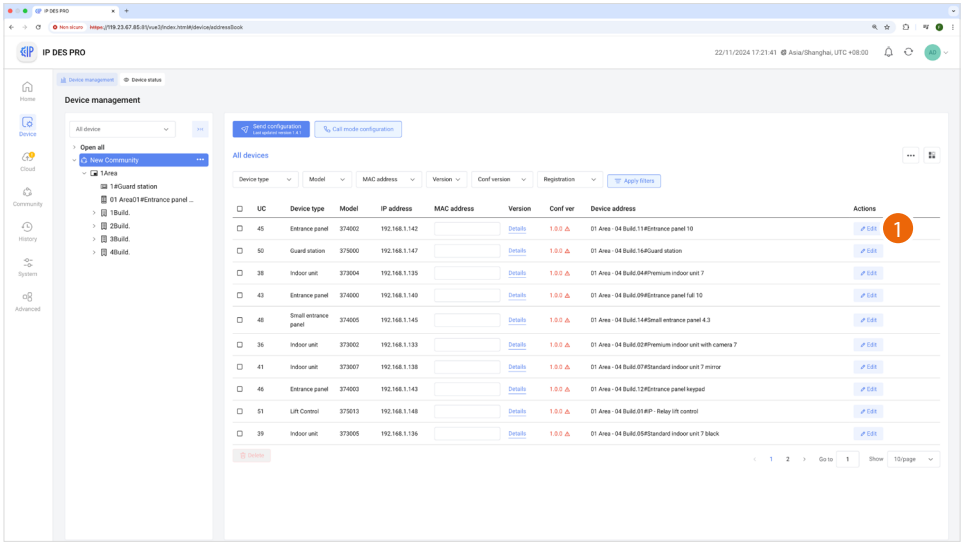 IP DES PRO
Not secure https://119.23.67.85:81/vue3/index.html#/device/addressBook
IP DES PRO
22/11/2024 17:21:41 Asia/Shanghai, UTC +08:00
AD
Device management Device status
Home
Device
Cloud
Community
History
System
Advanced
Device management
All device
Open all
New Community
1Area
1#Guard station
01 Area01#Entrance panel ...
1Build.
2Build.
3Build.
4Build.
Send configuration
Call mode configuration
All devices
Device type Model MAC address Version Conf version Registration Apply filters
UC Device type Model IP address MAC address Version Conf ver Device address Actions
45 Entrance panel 374002 192.168.1.142 Details 1.0.0 01 Area - 04 Build.11#Entrance panel 10 Edit
1
50 Guard station 375000 192.168.1.147 Details 1.0.0 01 Area - 04 Build.16#Guard station Edit
38 Indoor unit 373004 192.168.1.135 Details 1.0.0 01 Area - 04 Build.04#Premium indoor unit 7 Edit
43 Entrance panel 374000 192.168.1.140 Details 1.0.0 01 Area - 04 Build.09#Entrance panel full 10 Edit
48 Small entrance panel 374005 192.168.1.145 Details 1.0.0 01 Area - 04 Build.14#Small entrance panel 4.3 Edit
36 Indoor unit 373002 192.168.1.133 Details 1.0.0 01 Area - 04 Build.02#Premium indoor unit with camera 7 Edit
41 Indoor unit 373007 192.168.1.138 Details 1.0.0 01 Area - 04 Build.07#Standard indoor unit 7 mirror Edit
46 Entrance panel 374003 192.168.1.143 Details 1.0.0 01 Area - 04 Build.12#Entrance panel keypad Edit
51 Lift Control 375013 192.168.1.148 Details 1.0.0 01 Area - 04 Build.01#IP - Relay lift control Edit
39 Indoor unit 373005 192.168.1.136 Details 1.0.0 01 Area - 04 Build.05#Standard indoor unit 7 black Edit
Delete
1 2 Go to 1 Show 10/page